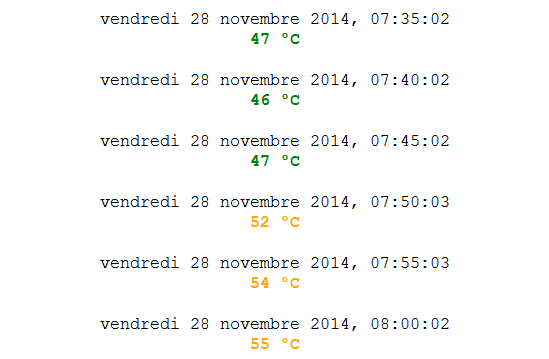 vendredi 28 novembre 2014, 07:35:02
47 °C
vendredi 28 novembre 2014, 07:40:02
46 °C
vendredi 28 novembre 2014, 07:45:02
47 °C
vendredi 28 novembre 2014, 07:50:03
52 °C
vendredi 28 novembre 2014, 07:55:03
54 °C
vendredi 28 novembre 2014, 08:00:02
55 °C